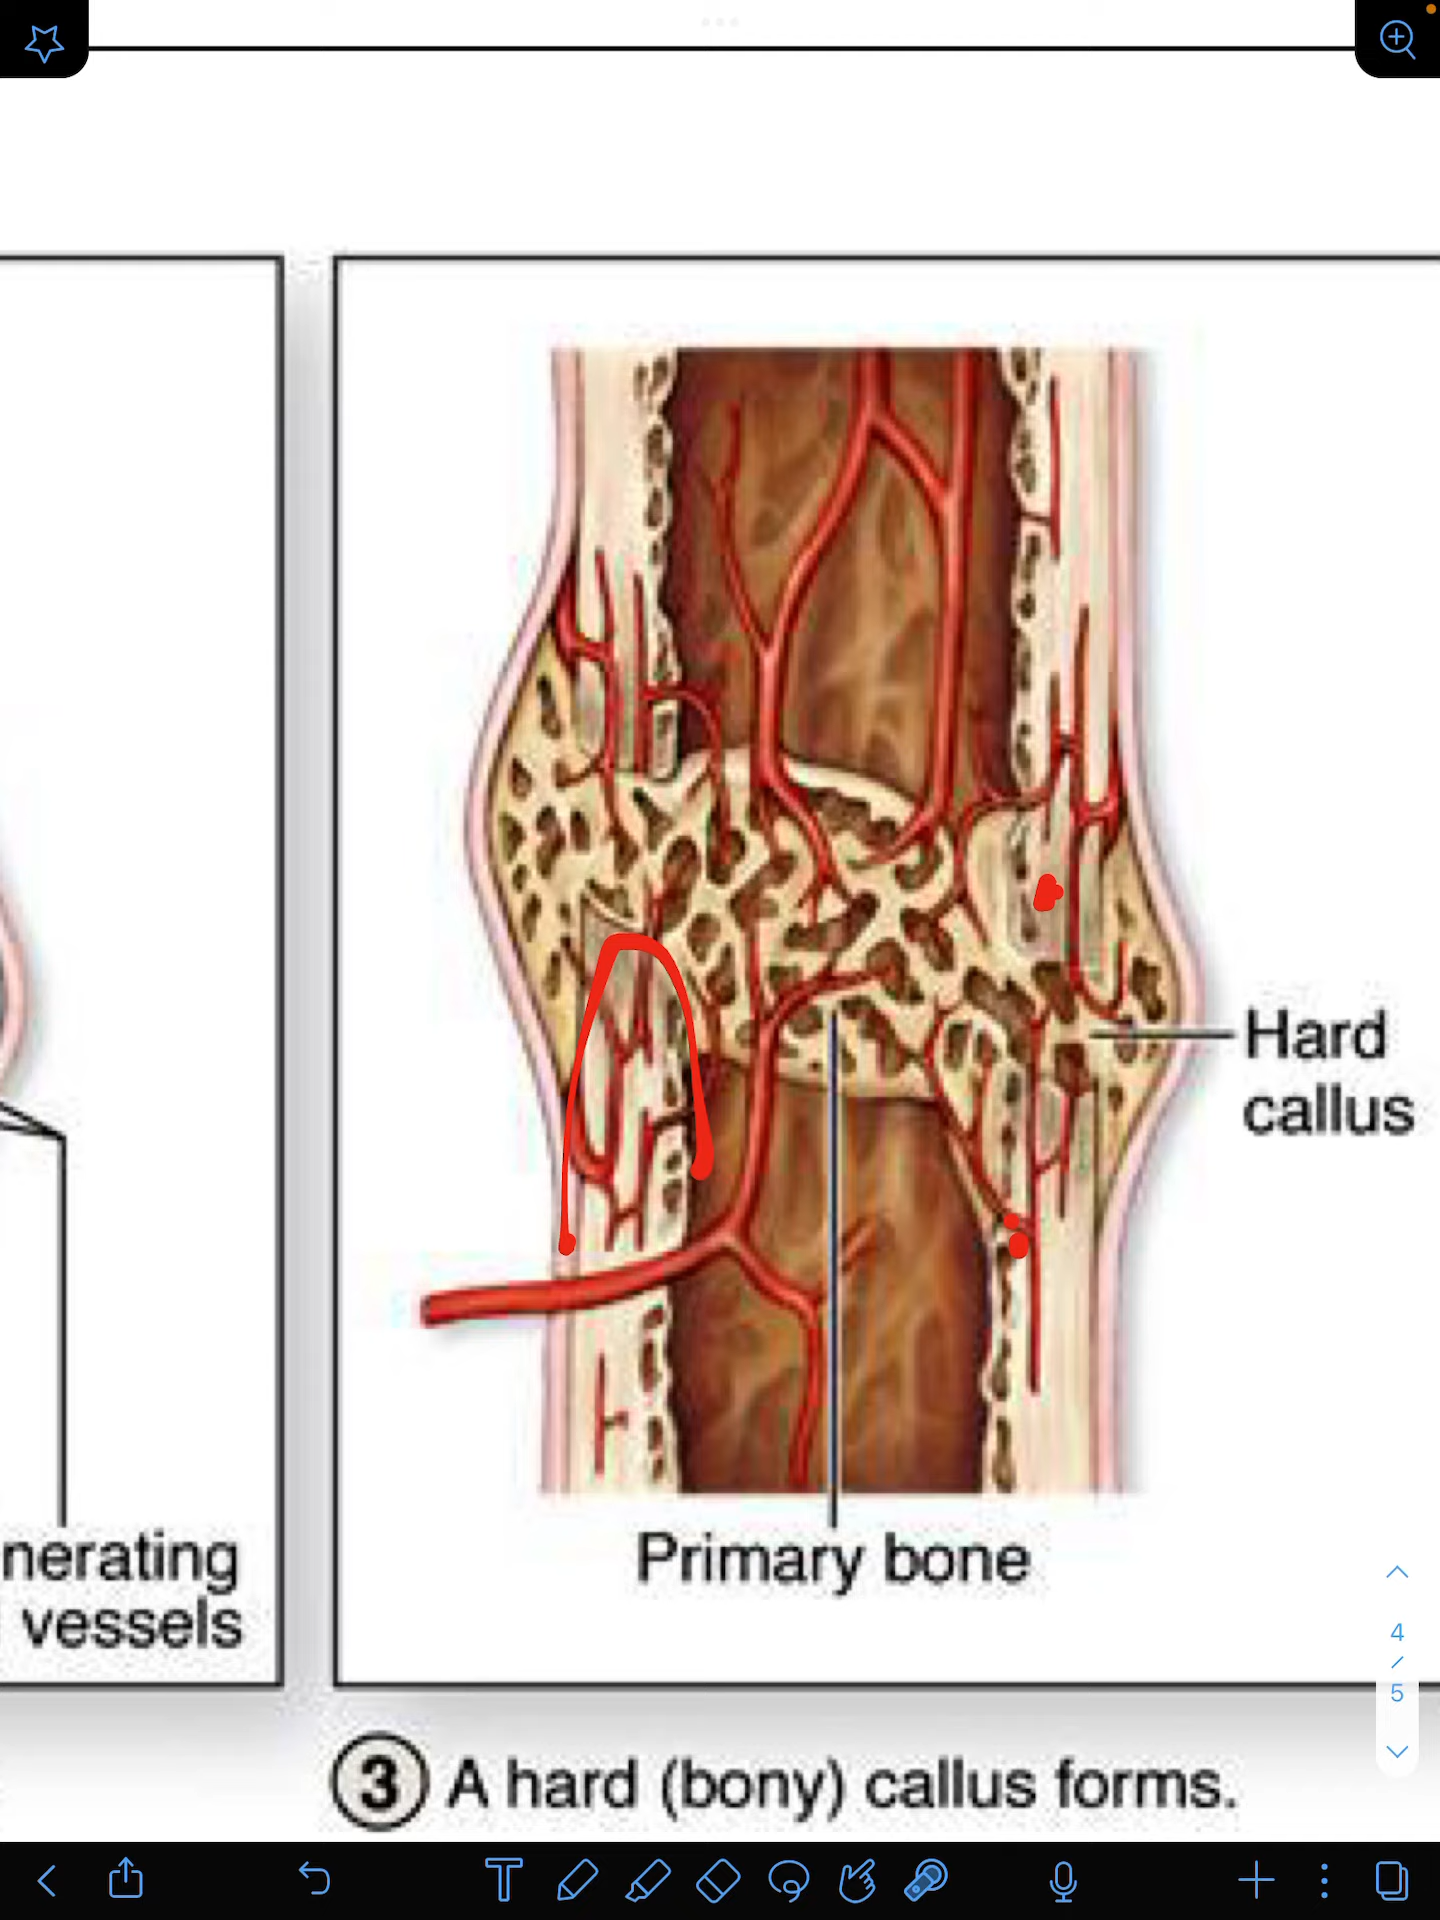 Hard
callus
nerating
vessels
Primary bone
4
/
5
3 A hard (bony) callus forms.